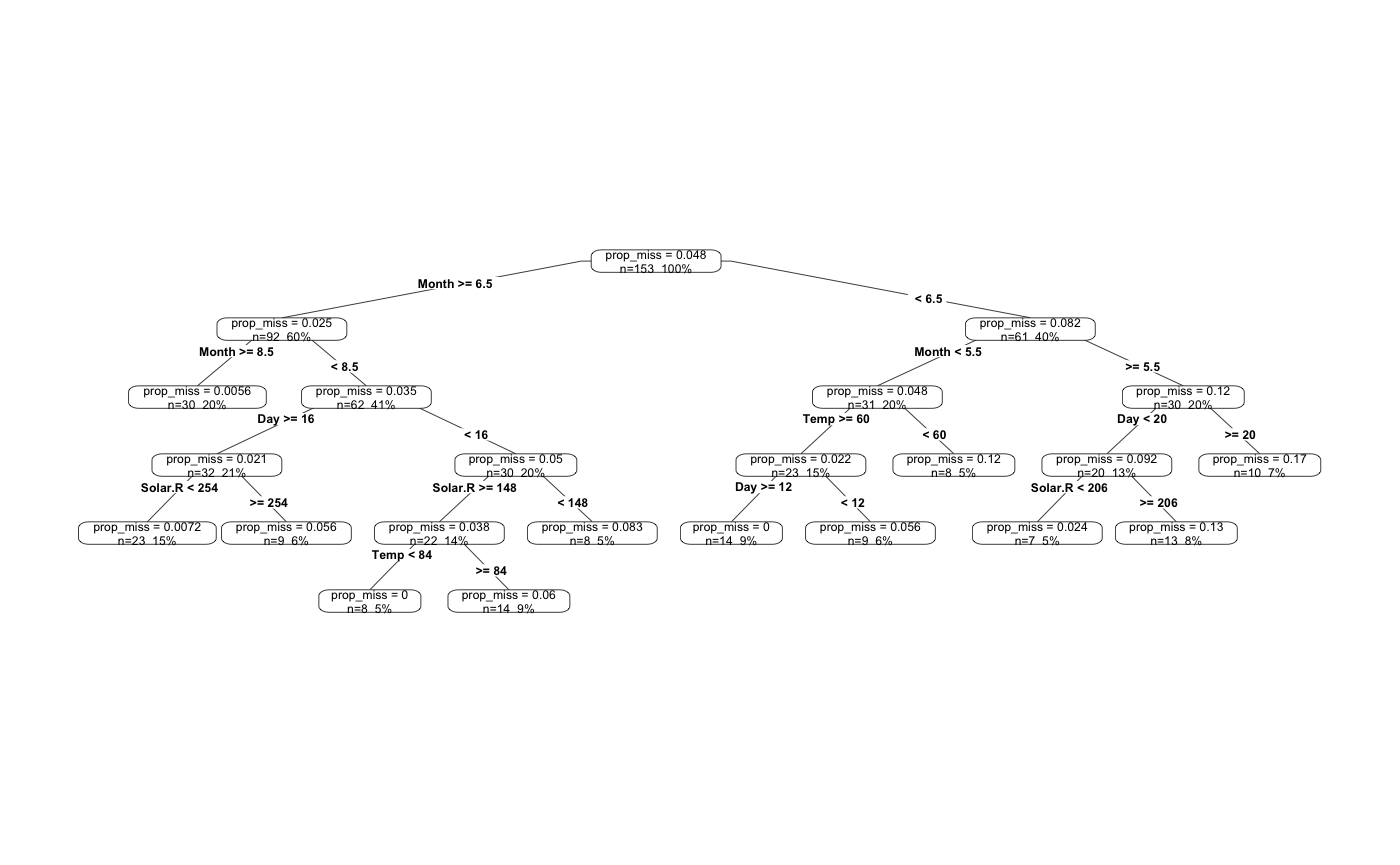 prop_miss = 0.048
n=153 100%
Month >= 6.5
< 6.5
prop_miss = 0.025
n=92 60%
prop_miss = 0.082
n=61 40%
Month >= 8.5
< 8.5
Month < 5.5
>= 5.5
prop_miss = 0.0056
n=30 20%
prop_miss = 0.035
n=62 41%
prop_miss = 0.048
n=31 20%
prop_miss = 0.12
n=30 20%
Day >= 16
< 16
Temp >= 60
< 60
Day < 20
>= 20
prop_miss = 0.021
n=32 21%
prop_miss = 0.05
n=30 20%
prop_miss = 0.022
n=23 15%
prop_miss = 0.12
n=8 5%
prop_miss = 0.092
n=20 13%
prop_miss = 0.17
n=10 7%
Solar.R < 254
>= 254
Solar.R >= 148
< 148
Day >= 12
< 12
Solar.R < 206
>= 206
prop_miss = 0.0072
n=23 15%
prop_miss = 0.056
n=9 6%
prop_miss = 0.038
n=22 14%
prop_miss = 0.083
n=8 5%
prop_miss = 0
n=14 9%
prop_miss = 0.056
n=9 6%
prop_miss = 0.024
n=7 5%
prop_miss = 0.13
n=13 8%
Temp < 84
>= 84
prop_miss = 0
n=8 5%
prop_miss = 0.06
n=14 9%